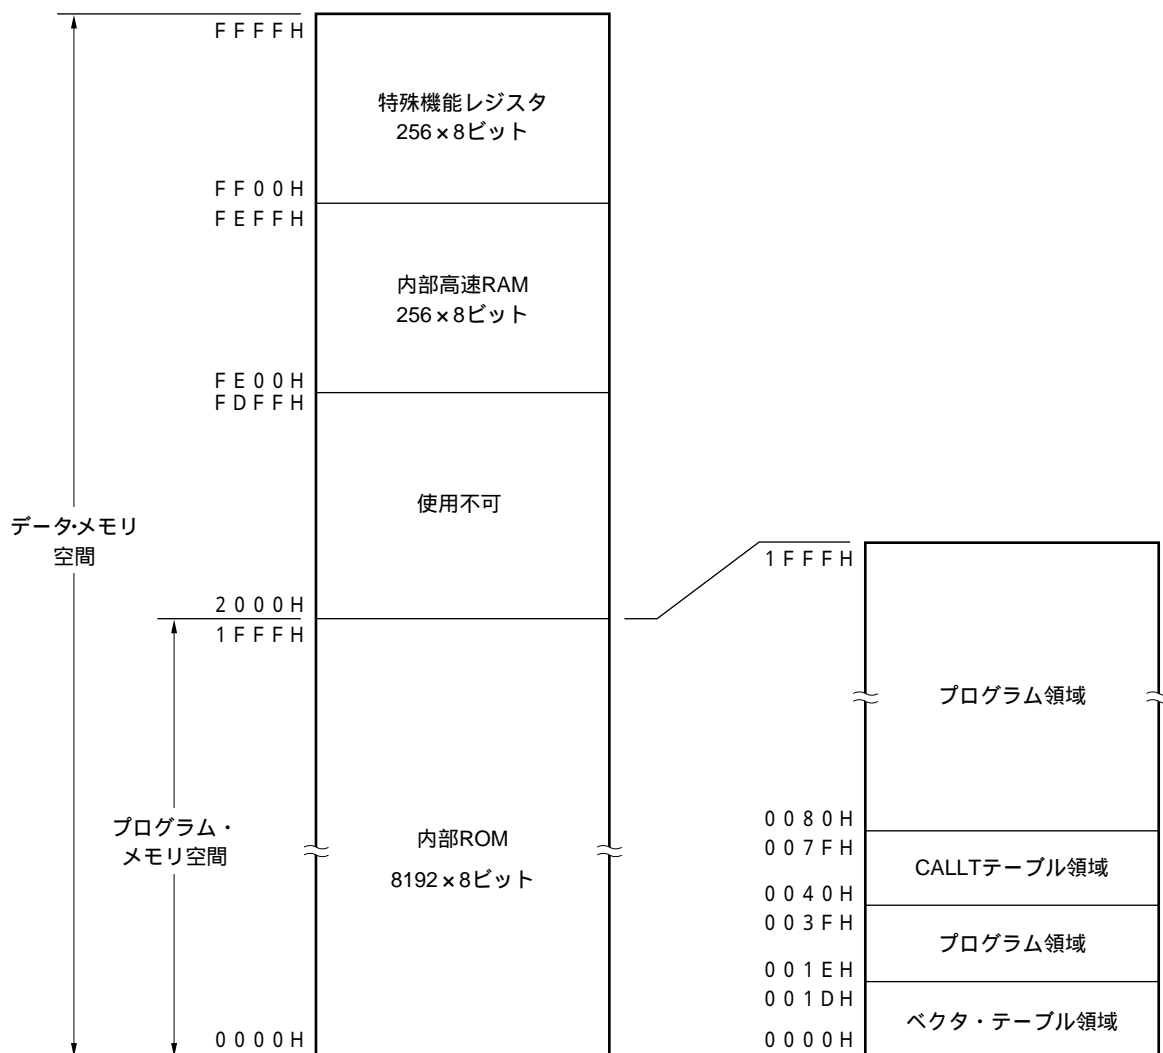 FFFFH
特殊機能レジスタ
256×8ビット
FF00H
FEFFH
内部高速RAM
256×8ビット
FE00H
FDFFH
使用不可
データ・メモリ
空間
2000H
1FFFH
プログラム・
メモリ空間
内部ROM
8192×8ビット
0000H
1FFFH
プログラム領域
0080H
007FH
CALLTテーブル領域
0040H
003FH
プログラム領域
001EH
001DH
ベクタ・テーブル領域
0000H